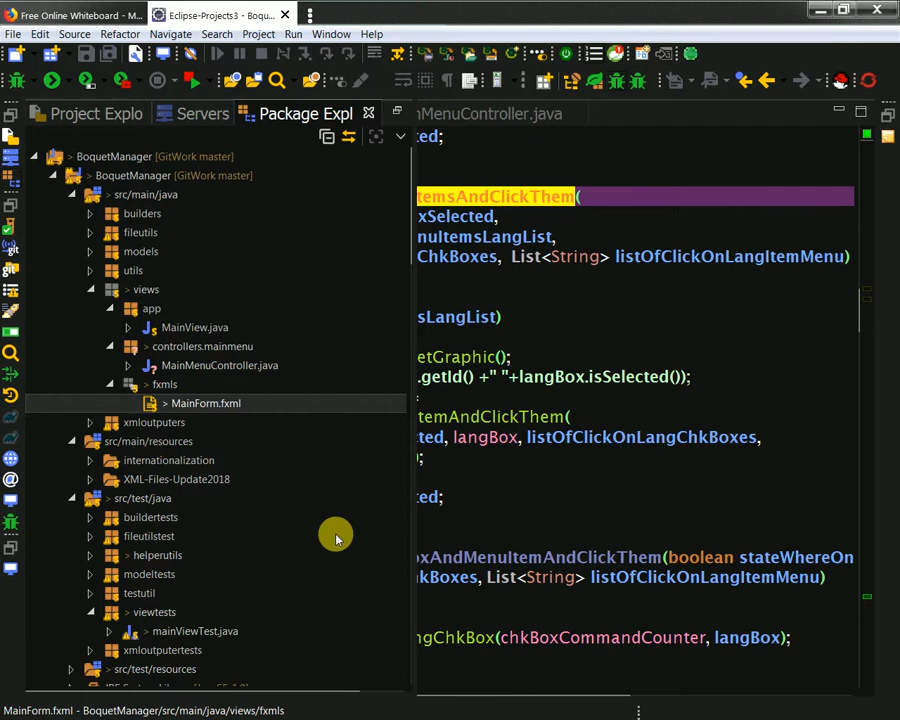 Free Online Whiteboard - M...
Eclipse-Projects3 - Boquet...
File Edit Source Refactor Navigate Search Project Run Window Help
Project Explo
Servers
Package Expl
nMenuController.java
> BoquetManager [GitWork master]
> BoquetManager [GitWork master]
> src/main/java
builders
fileutils
models
utils
> views
app
MainView.java
> controllers.mainmenu
MainMenuController.java
> fxmls
> MainForm.fxml
xmloutputers
src/main/resources
internationalization
XML-Files-Update2018
> src/test/java
buildertests
fileutilstest
> helperutils
modeltests
testutil
> viewtests
> mainViewTest.java
xmloutputertests
> src/test/resources
ted;
temsAndClickThem(
xSelected,
nuItemsLangList,
ChkBoxes, List<String> listOfClickOnLangItemMenu)
sLangList)
etGraphic();
.getId() +" "+langBox.isSelected());
temAndClickThem(
ted, langBox, listOfClickOnLangChkBoxes,
);
ted;
oxAndMenuItemAndClickThem(boolean stateWhereOn
kBoxes, List<String> listOfClickOnLangItemMenu)
ngChkBox(chkBoxCommandCounter, langBox);
MainForm.fxml - BoquetManager/src/main/java/views/fxmls